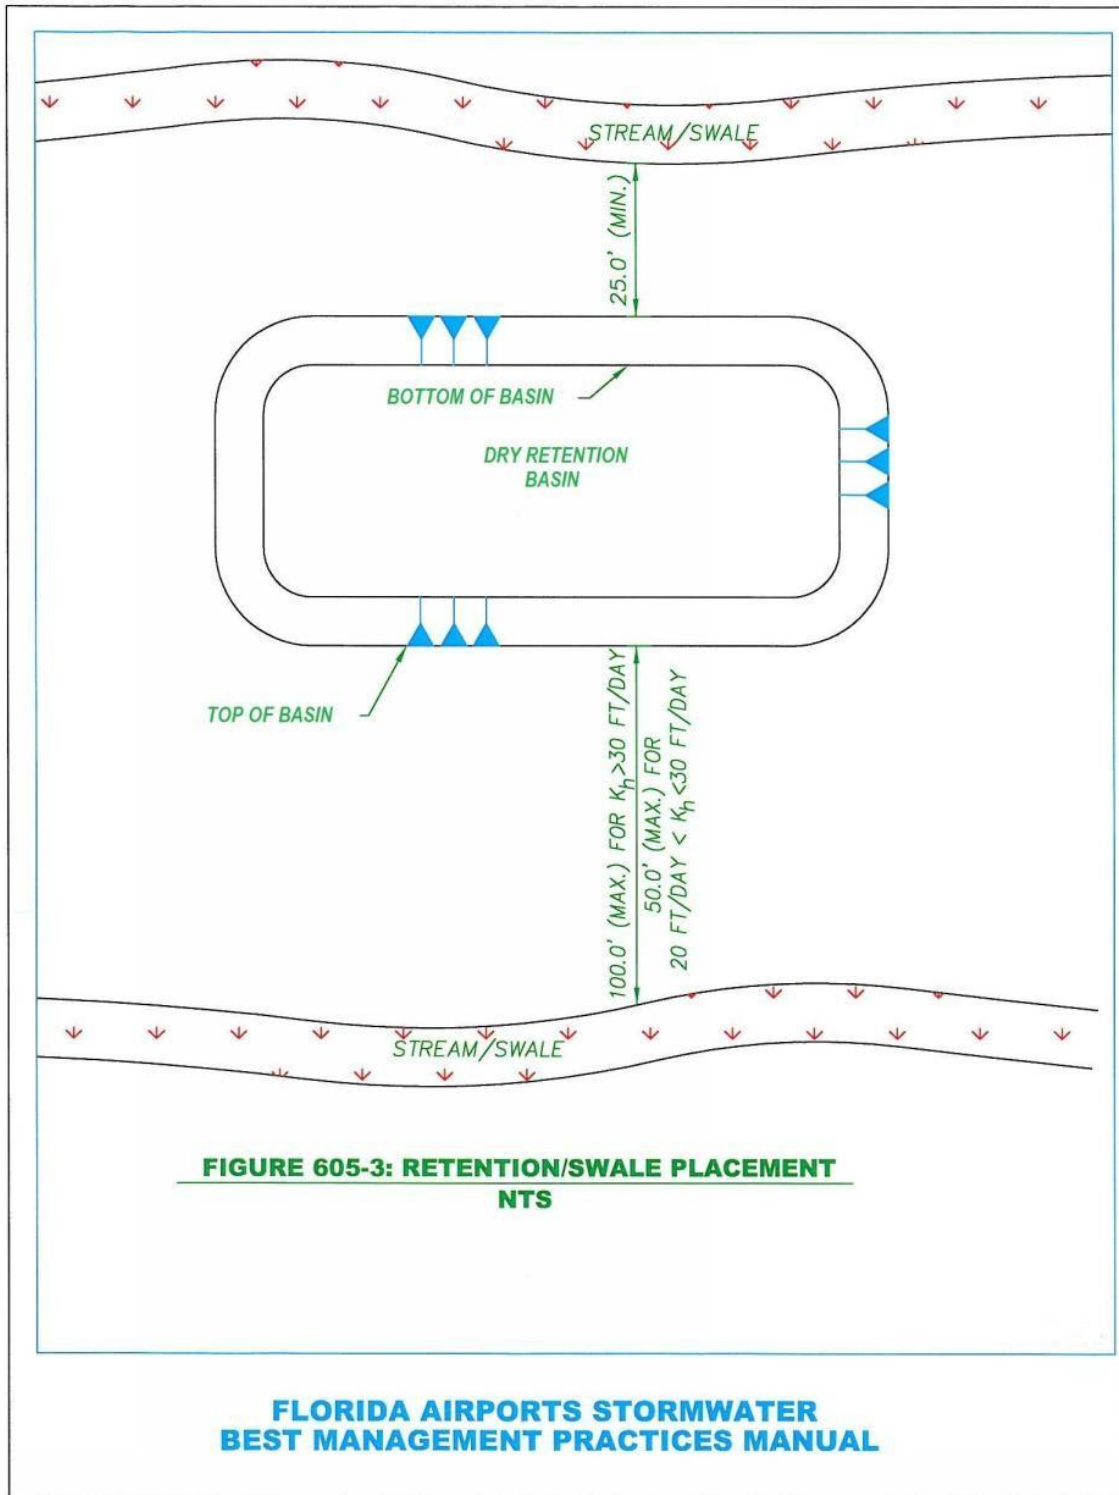 STREAM/SWALE
25.0' (MIN.)
BOTTOM OF BASIN
DRY RETENTION
BASIN
TOP OF BASIN
100.0' (MAX.) FOR Kh>30 FT/DAY
50.0' (MAX.) FOR
20 FT/DAY < Kh <30 FT/DAY
STREAM/SWALE
FIGURE 605-3: RETENTION/SWALE PLACEMENT
NTS
FLORIDA AIRPORTS STORMWATER
BEST MANAGEMENT PRACTICES MANUAL